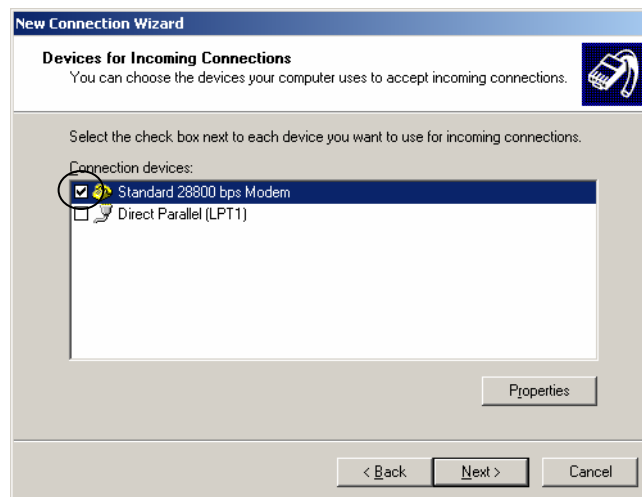 New Connection Wizard
Devices for Incoming Connections
You can choose the devices your computer uses to accept incoming connections.
Select the check box next to each device you want to use for incoming connections.
Connection devices:
Standard 28800 bps Modem
Direct Parallel (LPT1)
Properties
< Back Next > Cancel